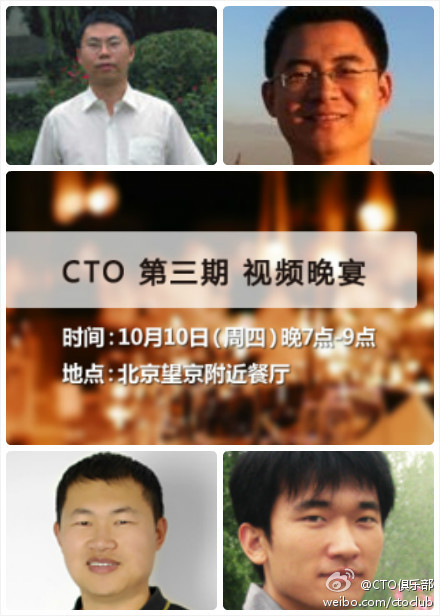 CTO 第三期 视频晚宴
时间：10月10日（周四）晚7点-9点
地点：北京望京附近餐厅
@CTO俱乐部
weibo.com/ctoclub